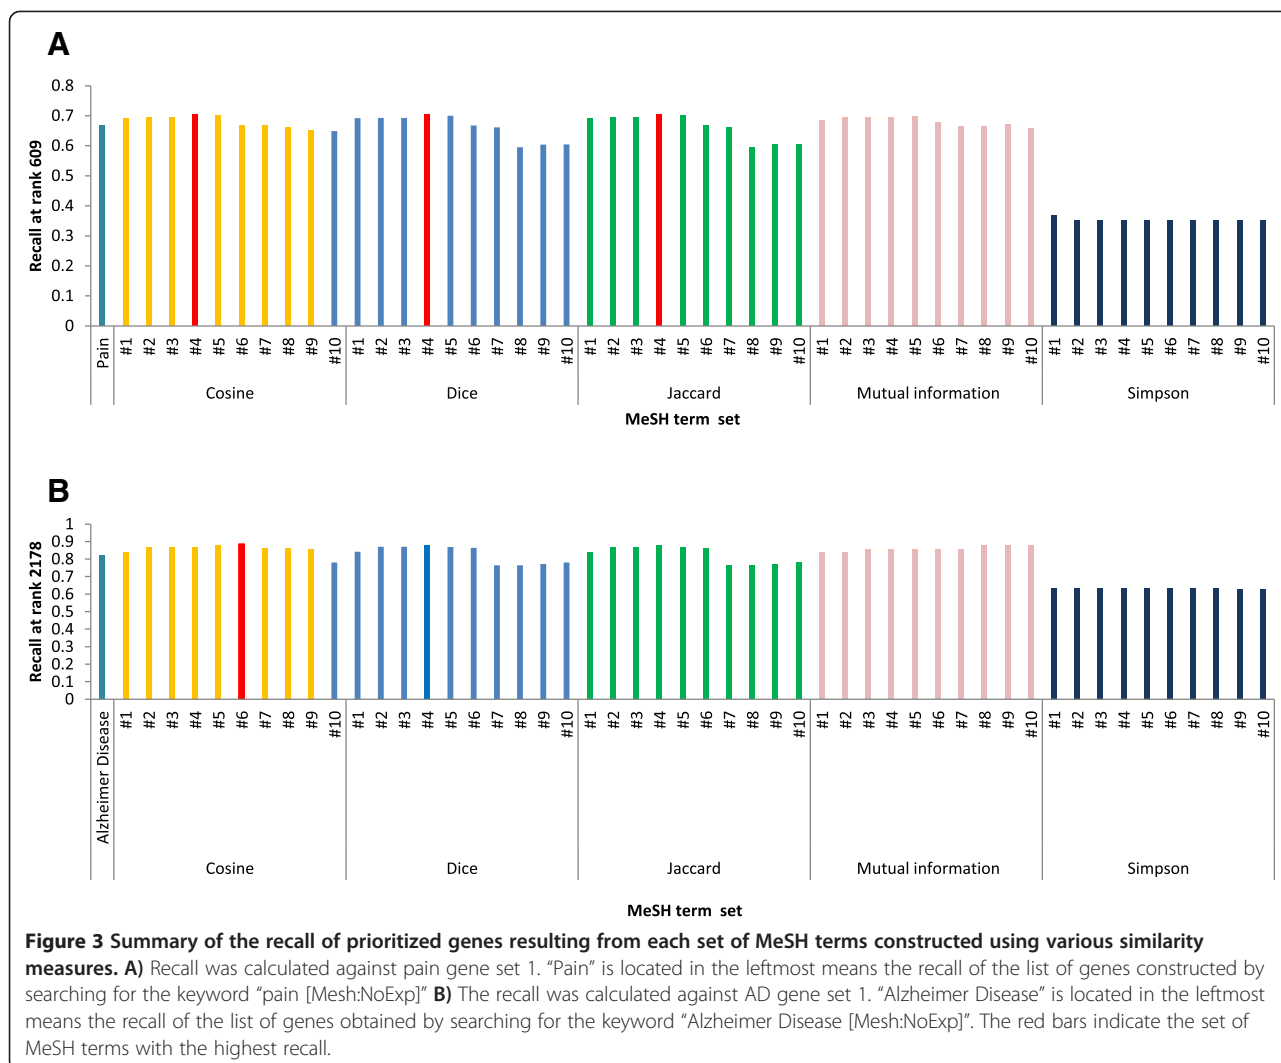 A
Recall at rank 609
0.8
0.7
0.6
0.5
0.4
0.3
0.2
0.1
0
Pain #1 #2 #3 #4 #5 #6 #7 #8 #9 #10 #1 #2 #3 #4 #5 #6 #7 #8 #9 #10 #1 #2 #3 #4 #5 #6 #7 #8 #9 #10 #1 #2 #3 #4 #5 #6 #7 #8 #9 #10 #1 #2 #3 #4 #5 #6 #7 #8 #9 #10
Cosine Dice Jaccard Mutual information Simpson
MeSH term set
B
Recall at rank 2178
1
0.9
0.8
0.7
0.6
0.5
0.4
0.3
0.2
0.1
0
Alzheimer Disease #1 #2 #3 #4 #5 #6 #7 #8 #9 #10 #1 #2 #3 #4 #5 #6 #7 #8 #9 #10 #1 #2 #3 #4 #5 #6 #7 #8 #9 #10 #1 #2 #3 #4 #5 #6 #7 #8 #9 #10 #1 #2 #3 #4 #5 #6 #7 #8 #9 #10
Cosine Dice Jaccard Mutual information Simpson
MeSH term set
Figure 3 Summary of the recall of prioritized genes resulting from each set of MeSH terms constructed using various similarity
measures. A) Recall was calculated against pain gene set 1. “Pain” is located in the leftmost means the recall of the list of genes constructed by
searching for the keyword “pain [Mesh:NoExp]” B) The recall was calculated against AD gene set 1. “Alzheimer Disease” is located in the leftmost
means the recall of the list of genes obtained by searching for the keyword “Alzheimer Disease [Mesh:NoExp]”. The red bars indicate the set of
MeSH terms with the highest recall.